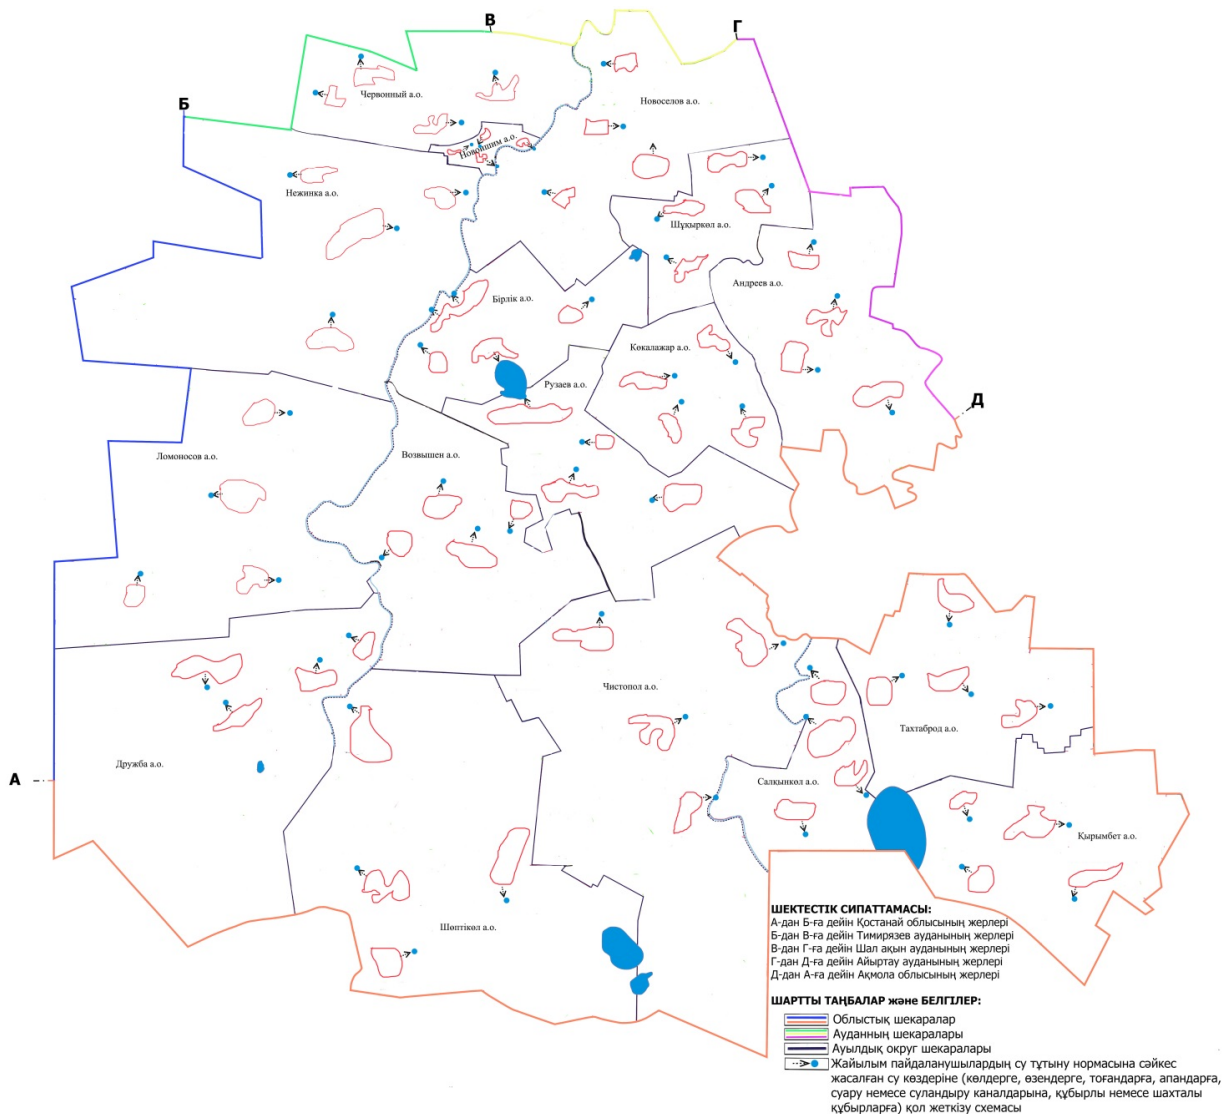 В
Г
Червонный а.о.
Новоселов а.о.
Б
Новоишим а.о.
Нежинка а.о.
Шұқыркөл а.о.
Андреев а.о.
Бірлік а.о.
Көкалажар а.о.
Рузаев а.о.
Д
Ломоносов а.о.
Возвышен а.о.
Чистопол а.о.
Тахтаброд а.о.
А
Дружба а.о.
Салқынкөл а.о.
Қырымбет а.о.
Шөптікөл а.о.
ШЕКТЕСТІК СИПАТТАМАСЫ:
А-дан Б-ға дейін Қостанай облысының жерлері
Б-дан В-ға дейін Тимирязев ауданының жерлері
В-дан Г-ға дейін Шал ақын ауданының жерлері
Г-дан Д-ға дейін Айыртау ауданының жерлері
Д-дан А-ға дейін Ақмола облысының жерлері
ШАРТТЫ ТАҢБАЛАР және БЕЛГІЛЕР:
Облыстық шекаралар
Ауданның шекаралары
Ауылдық округ шекаралары
Жайылым пайдаланушылардың су тұтыну нормасына сәйкес
жасалған су көздеріне (көлдерге, өзендерге, тоғандарға, апандарға,
суару немесе суландыру каналдарына, құбырлы немесе шахталы
құбырларға) қол жеткізу схемасы